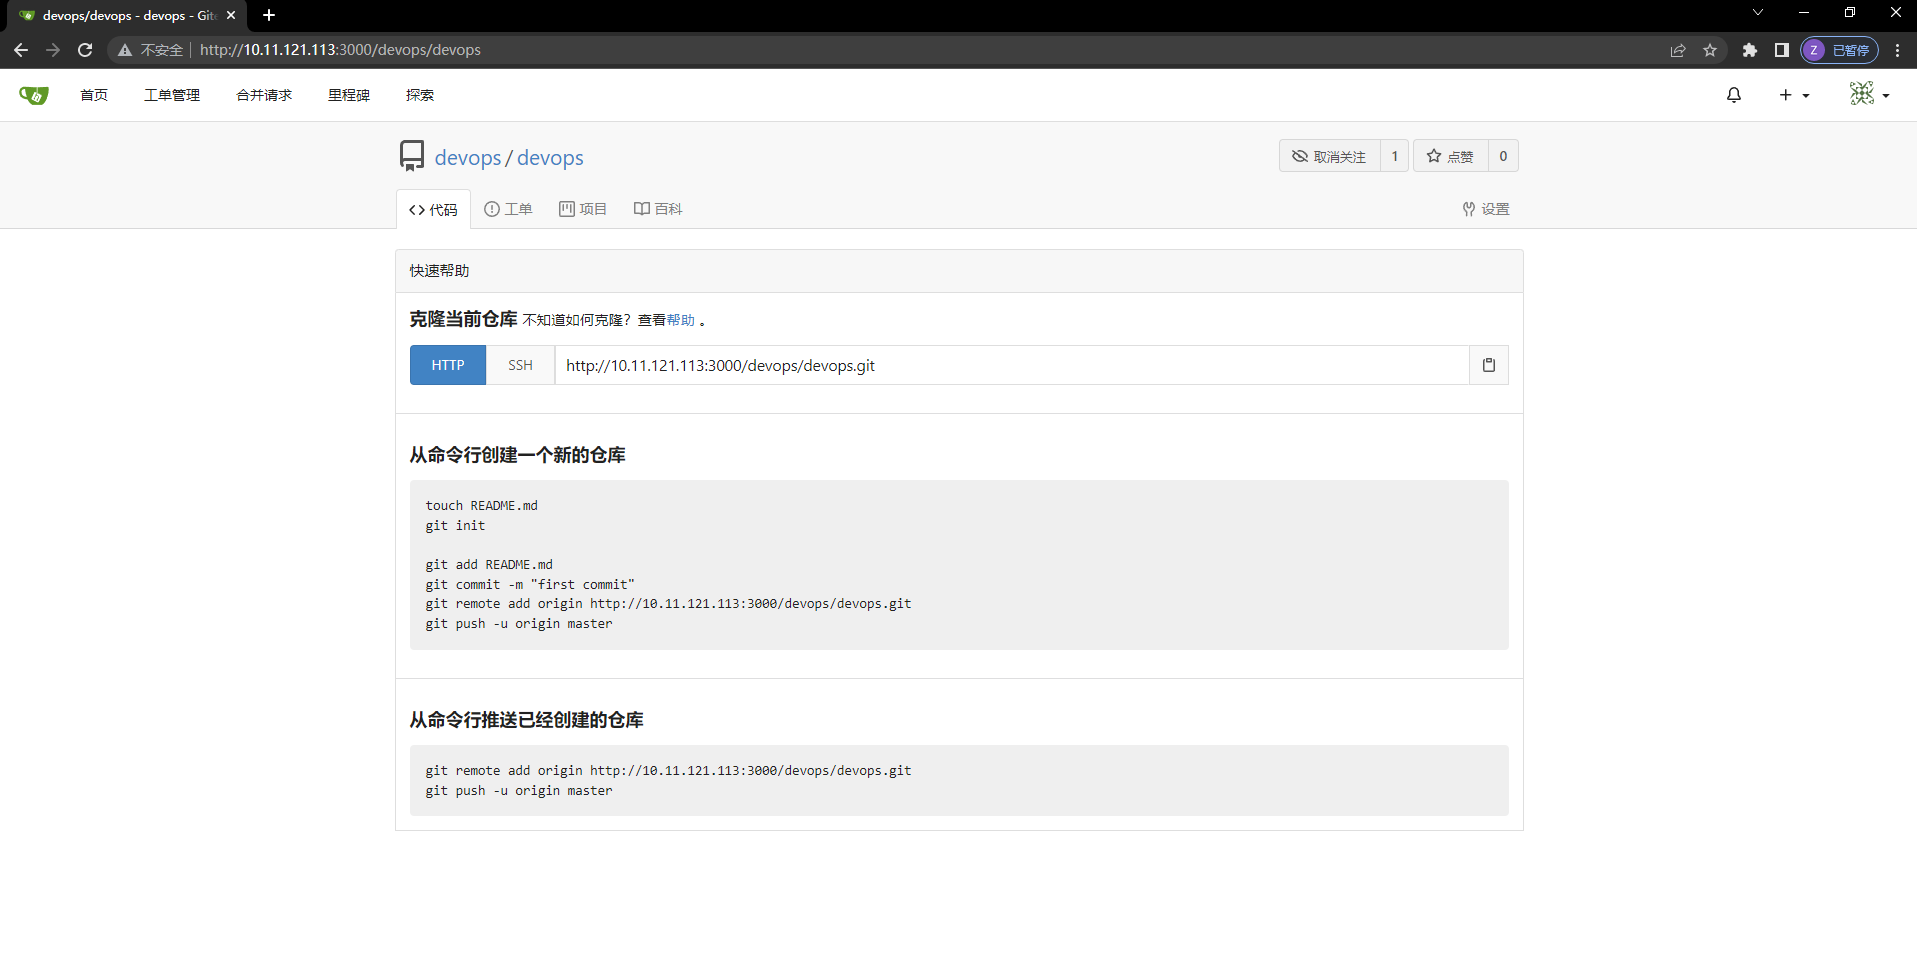 devops/devops - devops - Gite
不安全 http://10.11.121.113:3000/devops/devops Z 已暂停
首页 工单管理 合并请求 里程碑 探索
devops / devops 取消关注 1 点赞 0
代码 工单 项目 百科 设置
快速帮助
克隆当前仓库 不知道如何克隆？查看帮助 。
HTTP SSH http://10.11.121.113:3000/devops/devops.git
从命令行创建一个新的仓库
touch README.md
git init
git add README.md
git commit -m "first commit"
git remote add origin http://10.11.121.113:3000/devops/devops.git
git push -u origin master
从命令行推送已经创建的仓库
git remote add origin http://10.11.121.113:3000/devops/devops.git
git push -u origin master